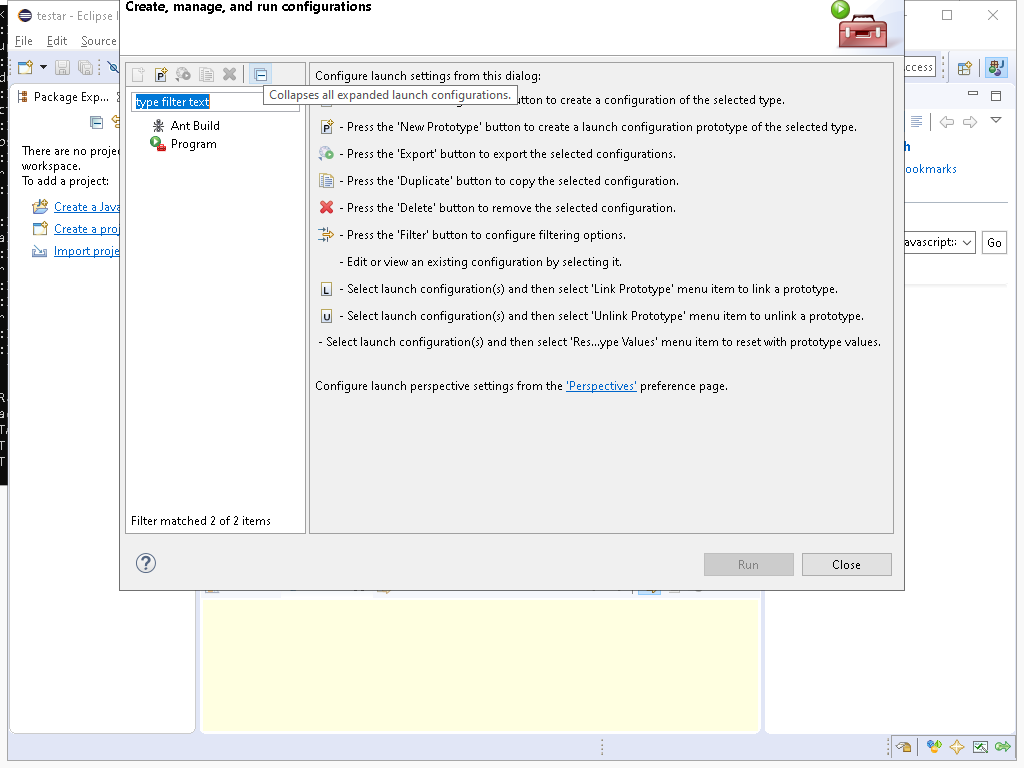 Create, manage, and run configurations
testar - Eclipse
File Edit Source
Configure launch settings from this dialog:
type filter text
Collapses all expanded launch configurations.
button to create a configuration of the selected type.
Ant Build
Program
- Press the 'New Prototype' button to create a launch configuration prototype of the selected type.
- Press the 'Export' button to export the selected configurations.
- Press the 'Duplicate' button to copy the selected configuration.
- Press the 'Delete' button to remove the selected configuration.
- Press the 'Filter' button to configure filtering options.
- Edit or view an existing configuration by selecting it.
L - Select launch configuration(s) and then select 'Link Prototype' menu item to link a prototype.
U - Select launch configuration(s) and then select 'Unlink Prototype' menu item to unlink a prototype.
- Select launch configuration(s) and then select 'Res...ype Values' menu item to reset with prototype values.
Configure launch perspective settings from the 'Perspectives' preference page.
Filter matched 2 of 2 items
Run
Close
Package Exp...
There are no
workspace.
To add a project:
Create a Java
Create a
Import
ccess
ookmarks
avascript:
Go